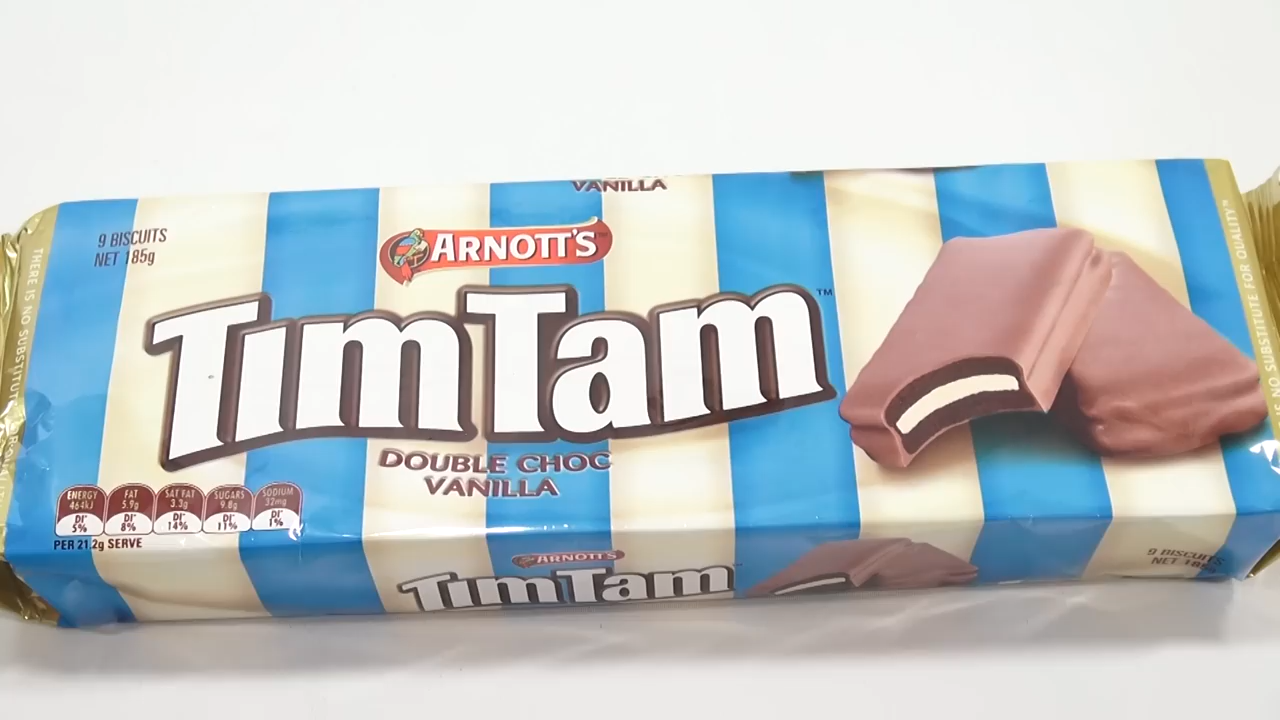 VANILLA
9 BISCUITS
NET 185g
ARNOTT'S
TimTam™
DOUBLE CHOC
VANILLA
ENERGY 464kJ DI* 5%
FAT 5.9g DI* 8%
SAT FAT 3.3g DI* 14%
SUGARS 9.8g DI* 11%
SODIUM 32mg DI* 1%
PER 21.2g SERVE
THERE IS NO SUBSTITUTE
NO SUBSTITUTE FOR QUALITY™
ARNOTT'S
TimTam
9 BISCUITS
NET 185g